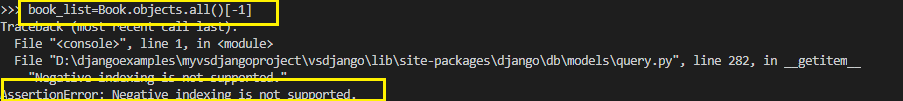 >>> book_list=Book.objects.all()[-1]
Traceback (most recent call last):
File "<console>", line 1, in <module>
File "D:\djangoexamples\myvsdjangoproject\vsdjango\lib\site-packages\django\db\models\query.py", line 282, in __getitem__
"Negative indexing is not supported."
AssertionError: Negative indexing is not supported.